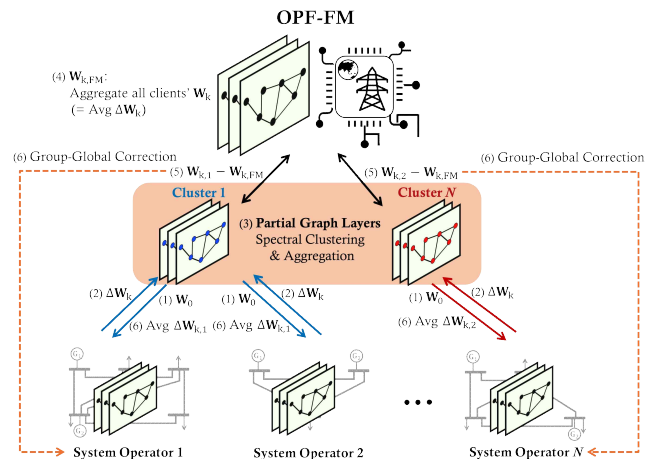 OPF-FM
(4) W_k,FM:
Aggregate all clients' W_k
(= Avg ΔW_k)
(6) Group-Global Correction
(6) Group-Global Correction
(5) W_k,1 − W_k,FM
(5) W_k,2 − W_k,FM
Cluster 1
Cluster N
(3) Partial Graph Layers
Spectral Clustering
& Aggregation
(2) ΔW_k
(1) W_0
(1) W_0
(2) ΔW_k
(1) W_0
(2) ΔW_k
(6) Avg ΔW_k,1
(6) Avg ΔW_k,1
(6) Avg ΔW_k,2
System Operator 1
System Operator 2
System Operator N